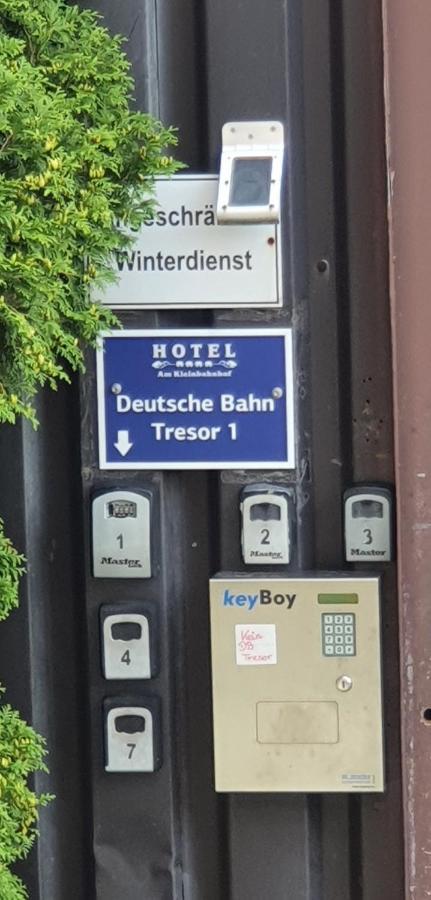 Winterdienst
HOTEL
Am Kleinbahnhof
Deutsche Bahn
Tresor 1
1
Master
2
Master
3
Master
keyBoy
Kein
DB
Tresor
4
7